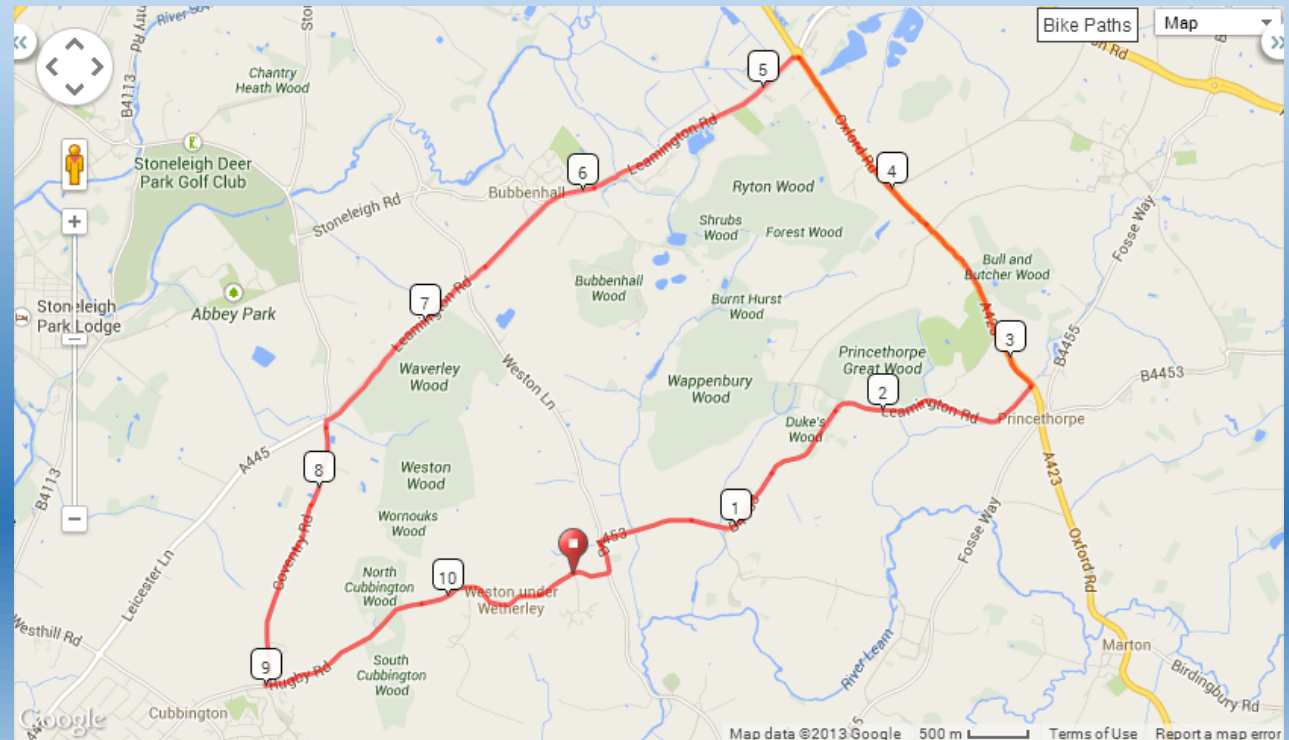 Bike Paths
Map
River Sow
B4113
Chantry
Heath Wood
Stoneleigh Deer
Park Golf Club
Stoneleigh Rd
Bubbenhall
Leamington Rd
5
6
4
Oxford Rd
Ryton Wood
Shrubs
Wood
Forest Wood
Bull and
Butcher Wood
Fosse Way
Stoneleigh
Park Lodge
Abbey Park
7
Leamington Rd
Bubbenhall
Wood
Burnt Hurst
Wood
A423
3
B4455
B4453
Waverley
Wood
Weston Ln
Princethorpe
Great Wood
2
Wappenbury
Wood
Leamington Rd
Princethorpe
Duke's
Wood
A445
8
B4113
Weston
Wood
1
A423
Wornouks
Wood
Fosse Way
Oxford Rd
Coventry Rd
Leicester Ln
North
Cubbington
Wood
10
Weston under
Wetherley
Westhill Rd
9
Rugby Rd
South
Cubbington
Wood
River Leam
Marton
Birdingbury Rd
Cubbington
Google
Map data ©2013 Google
500 m
Terms of Use
Report a map error